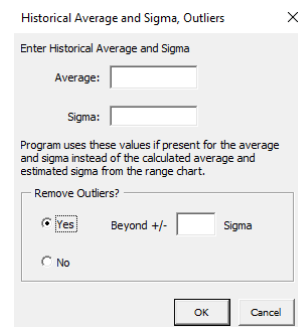 Historical Average and Sigma, Outliers
Enter Historical Average and Sigma
Average:
Sigma:
Program uses these values if present for the average
and sigma instead of the calculated average and
estimated sigma from the range chart.
Remove Outliers?
Yes Beyond +/- Sigma
No
OK Cancel